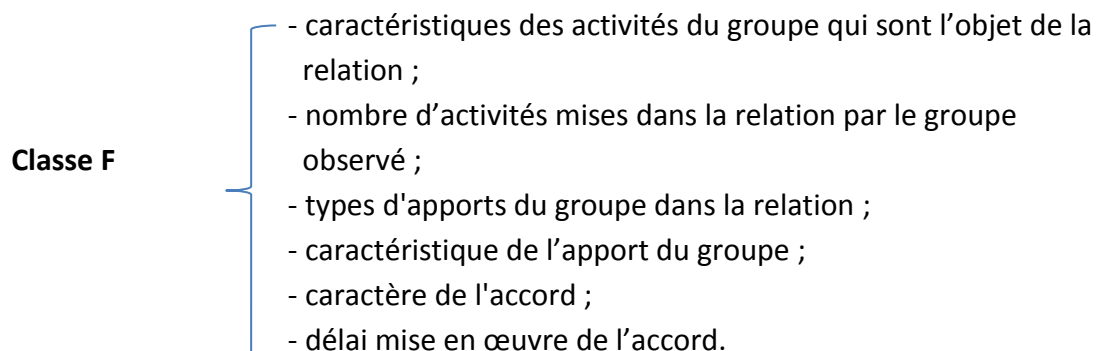 - caractéristiques des activités du groupe qui sont l’objet de la
relation ;
- nombre d’activités mises dans la relation par le groupe
Classe F
observé ;
- types d'apports du groupe dans la relation ;
- caractéristique de l’apport du groupe ;
- caractère de l'accord ;
- délai mise en œuvre de l’accord.